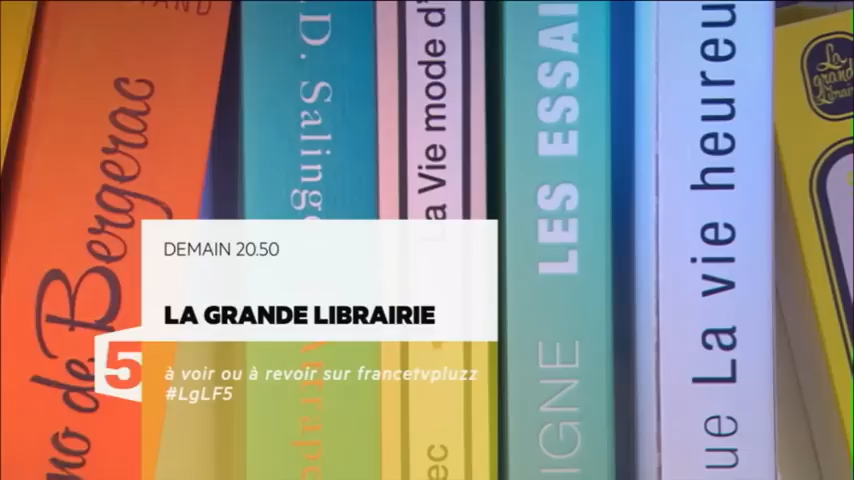 DEMAIN 20.50
LA GRANDE LIBRAIRIE
5
à voir ou à revoir sur francetvpluzz
#LgLF5
de Bergerac
D. Saling
La Vie mode d'
LES ESSAI
IGNE
La vie heureu
La
grande
Librairie